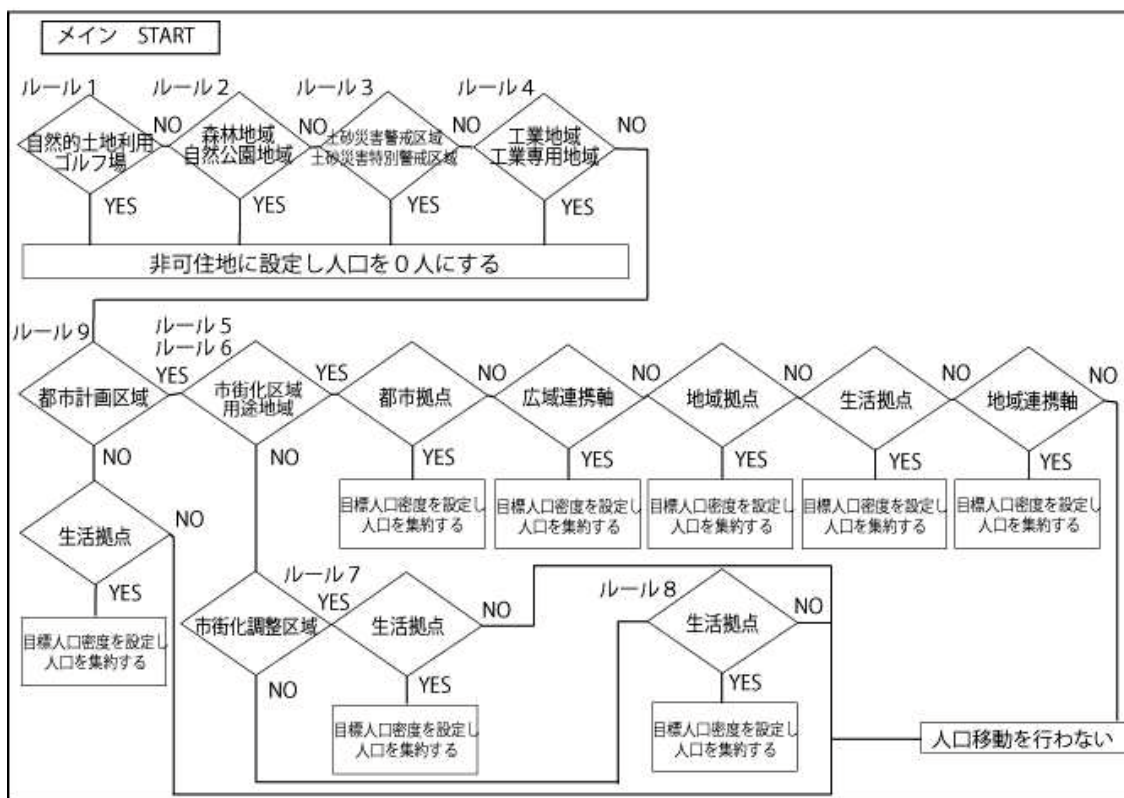 メイン START
ルール1
ルール2
ルール3
ルール4
自然的土地利用
ゴルフ場
NO
森林地域
自然公園地域
NO
土砂災害警戒区域
土砂災害特別警戒区域
NO
工業地域
工業専用地域
NO
YES
YES
YES
YES
非可住地に設定し人口を0人にする
ルール9
ルール5
ルール6
都市計画区域
YES
市街化区域
用途地域
YES
都市拠点
NO
広域連携軸
NO
地域拠点
NO
生活拠点
NO
地域連携軸
NO
NO
NO
YES
YES
YES
YES
YES
目標人口密度を設定し
人口を集約する
目標人口密度を設定し
人口を集約する
目標人口密度を設定し
人口を集約する
目標人口密度を設定し
人口を集約する
目標人口密度を設定し
人口を集約する
生活拠点
NO
YES
目標人口密度を設定し
人口を集約する
ルール7
市街化調整区域
YES
生活拠点
NO
ルール8
生活拠点
NO
NO
YES
YES
目標人口密度を設定し
人口を集約する
目標人口密度を設定し
人口を集約する
人口移動を行わない